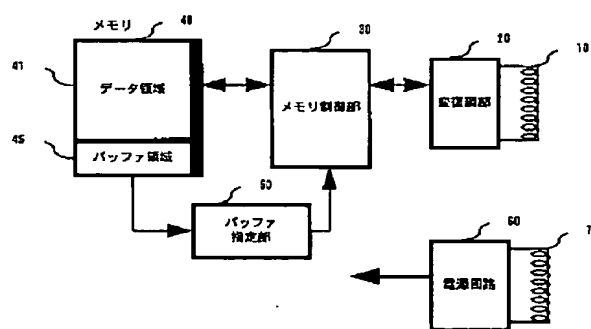 メモリ 40
30
20
10
41
データ領域
メモリ制御部
変復調部
45
バッファ領域
50
バッファ
指定部
60
7
電源回路